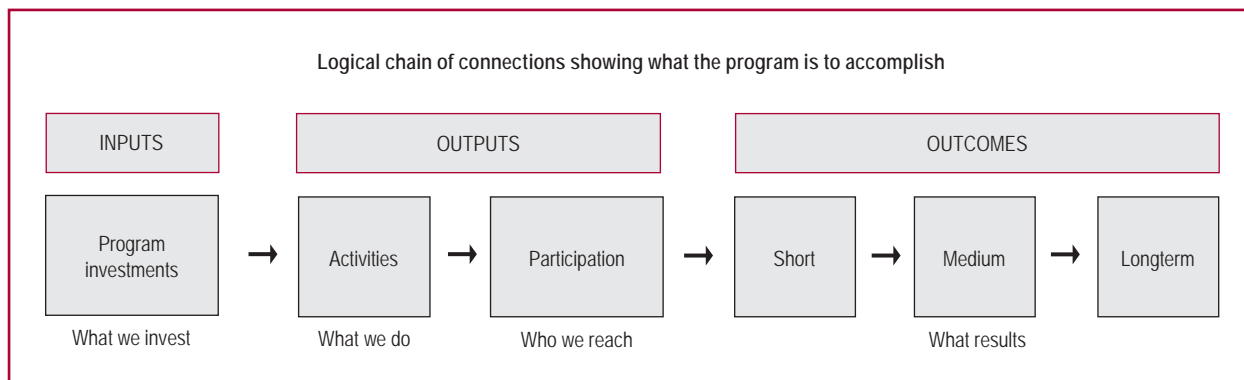 Logical chain of connections showing what the program is to accomplish
INPUTS
OUTPUTS
OUTCOMES
Program
investments
Activities
Participation
Short
Medium
Longterm
What we invest
What we do
Who we reach
What results